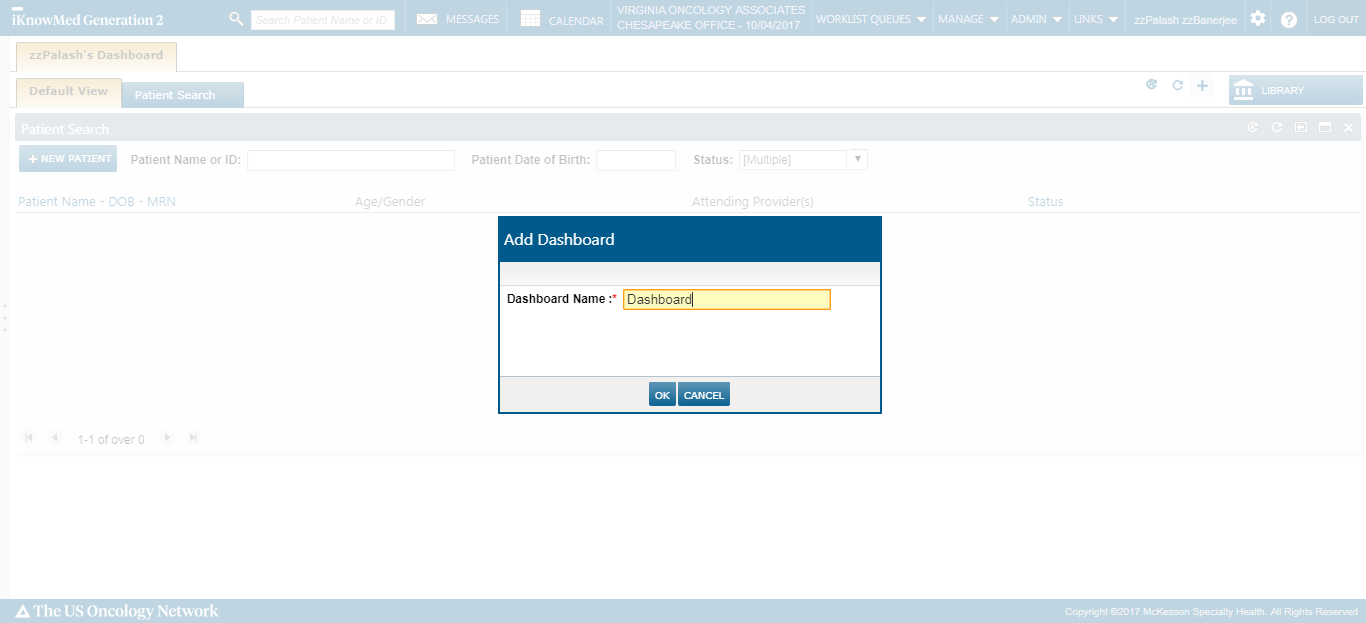 iKnowMed Generation 2
Search Patient Name or ID
MESSAGES
CALENDAR
VIRGINIA ONCOLOGY ASSOCIATES
CHESAPEAKE OFFICE - 10/04/2017
WORKLIST QUEUES
MANAGE
ADMIN
LINKS
zzPalash zzBanerjee
?
LOG OUT
zzPalash's Dashboard
Default View
Patient Search
LIBRARY
Patient Search
+ NEW PATIENT
Patient Name or ID:
Patient Date of Birth:
Status:
[Multiple]
Patient Name - DOB - MRN
Age/Gender
Attending Provider(s)
Status
Add Dashboard
Dashboard Name :*
Dashboard
OK
CANCEL
1-1 of over 0
The US Oncology Network
Copyright ©2017 McKesson Specialty Health. All Rights Reserved